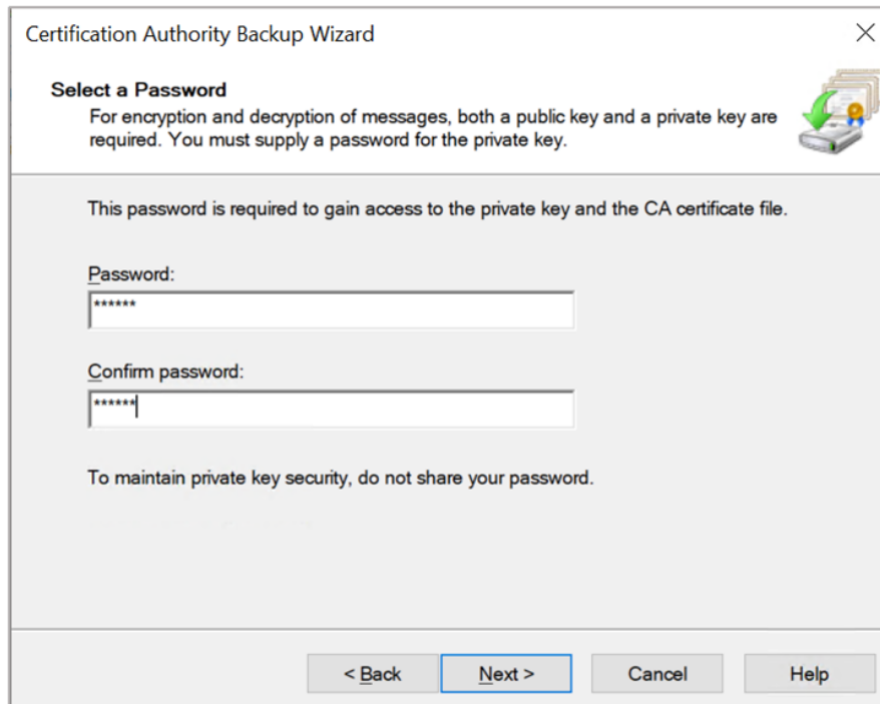 Certification Authority Backup Wizard
Select a Password
For encryption and decryption of messages, both a public key and a private key are
required. You must supply a password for the private key.
This password is required to gain access to the private key and the CA certificate file.
Password:
******
Confirm password:
******
To maintain private key security, do not share your password.
< Back
Next >
Cancel
Help